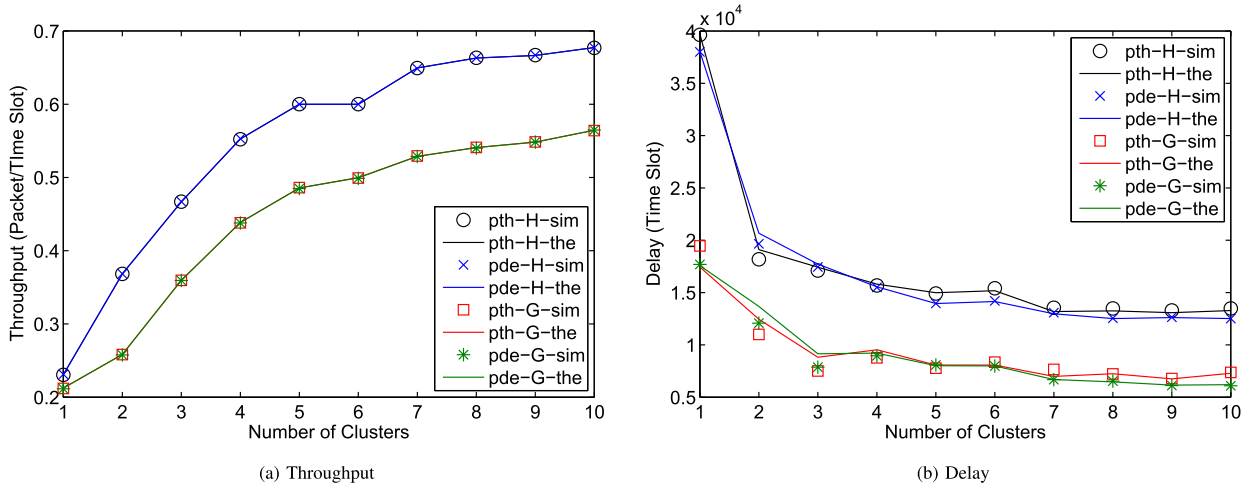 0.7
0.6
0.5
0.4
0.3
0.2
Throughput (Packet/TIme Slot)
pth−H−sim
pth−H−the
pde−H−sim
pde−H−the
pth−G−sim
pth−G−the
pde−G−sim
pde−G−the
1 2 3 4 5 6 7 8 9 10
Number of Clusters
(a) Throughput
x 10^4
4
3.5
3
2.5
2
1.5
1
0.5
Delay (Time Slot)
pth−H−sim
pth−H−the
pde−H−sim
pde−H−the
pth−G−sim
pth−G−the
pde−G−sim
pde−G−the
1 2 3 4 5 6 7 8 9 10
Number of Clusters
(b) Delay